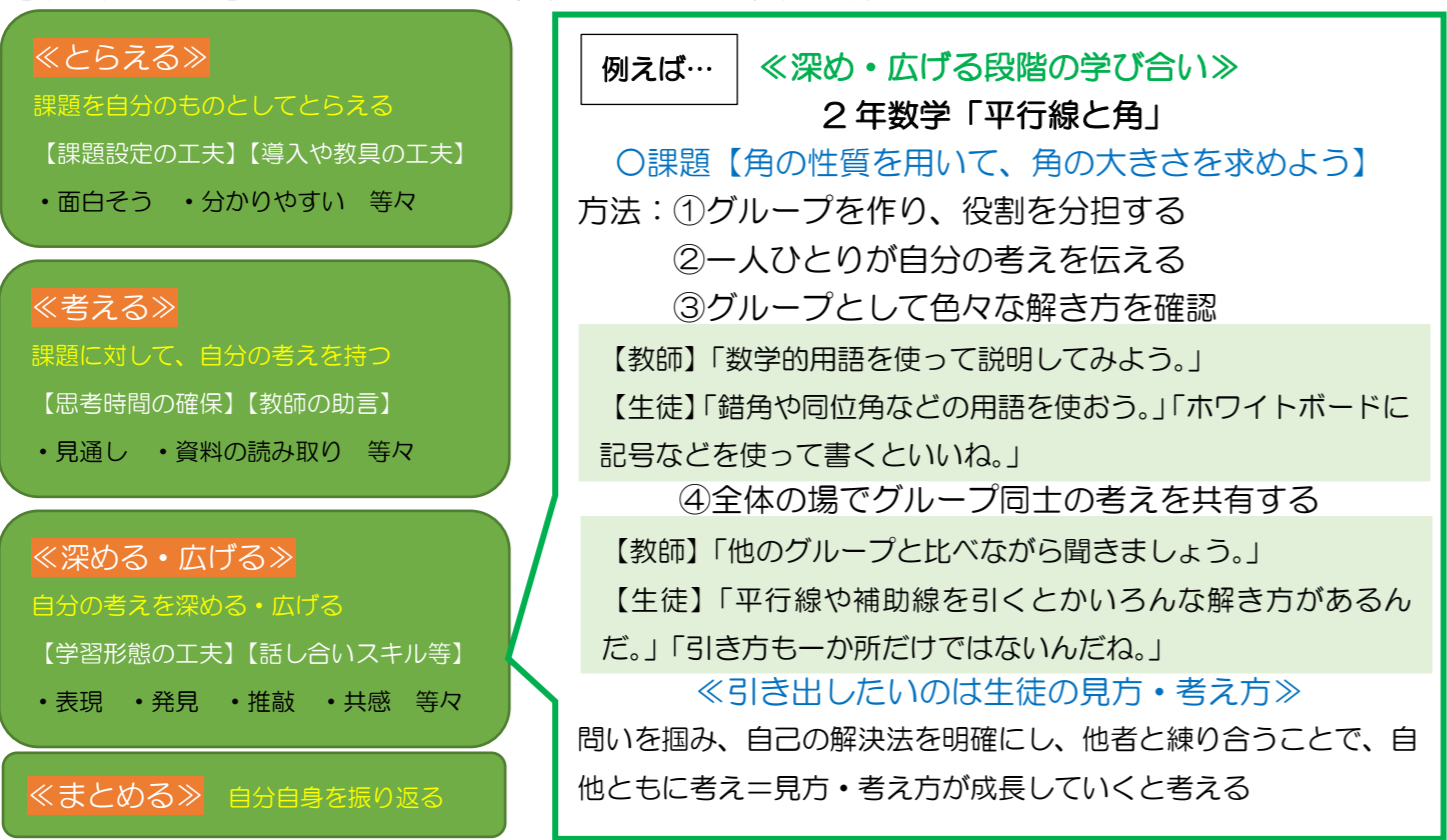 ≪とらえる≫
課題を自分のものとしてとらえる
【課題設定の工夫】【導入や教具の工夫】
・面白そう　・分かりやすい　等々
≪考える≫
課題に対して、自分の考えを持つ
【思考時間の確保】【教師の助言】
・見通し　・資料の読み取り　等々
≪深める・広げる≫
自分の考えを深める・広げる
【学習形態の工夫】【話し合いスキル等】
・表現　・発見　・推敲　・共感　等々
≪まとめる≫　自分自身を振り返る
例えば…　≪深め・広げる段階の学び合い≫
２年数学「平行線と角」
〇課題【角の性質を用いて、角の大きさを求めよう】
方法：①グループを作り、役割を分担する
②一人ひとりが自分の考えを伝える
③グループとして色々な解き方を確認
【教師】「数学的用語を使って説明してみよう。」
【生徒】「錯角や同位角などの用語を使おう。」「ホワイトボードに
記号などを使って書くといいね。」
④全体の場でグループ同士の考えを共有する
【教師】「他のグループと比べながら聞きましょう。」
【生徒】「平行線や補助線を引くとかいろんな解き方があるん
だ。」「引き方も一か所だけではないんだね。」
≪引き出したいのは生徒の見方・考え方≫
問いを掴み、自己の解決法を明確にし、他者と練り合うことで、自
他ともに考え＝見方・考え方が成長していくと考える